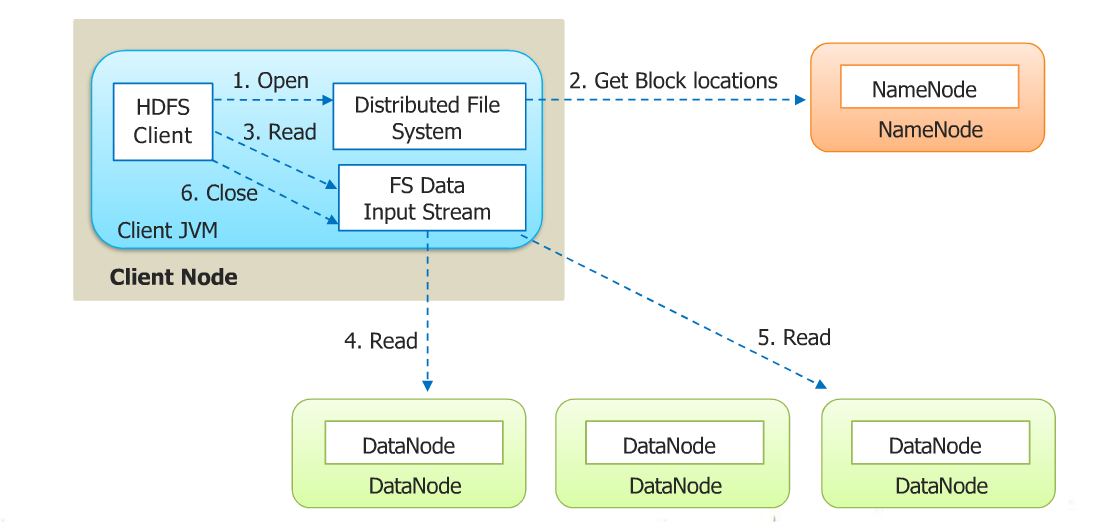 1. Open
2. Get Block locations
HDFS
Client
Distributed File
System
NameNode
NameNode
3. Read
6. Close
FS Data
Input Stream
Client JVM
Client Node
4. Read
5. Read
DataNode
DataNode
DataNode
DataNode
DataNode
DataNode